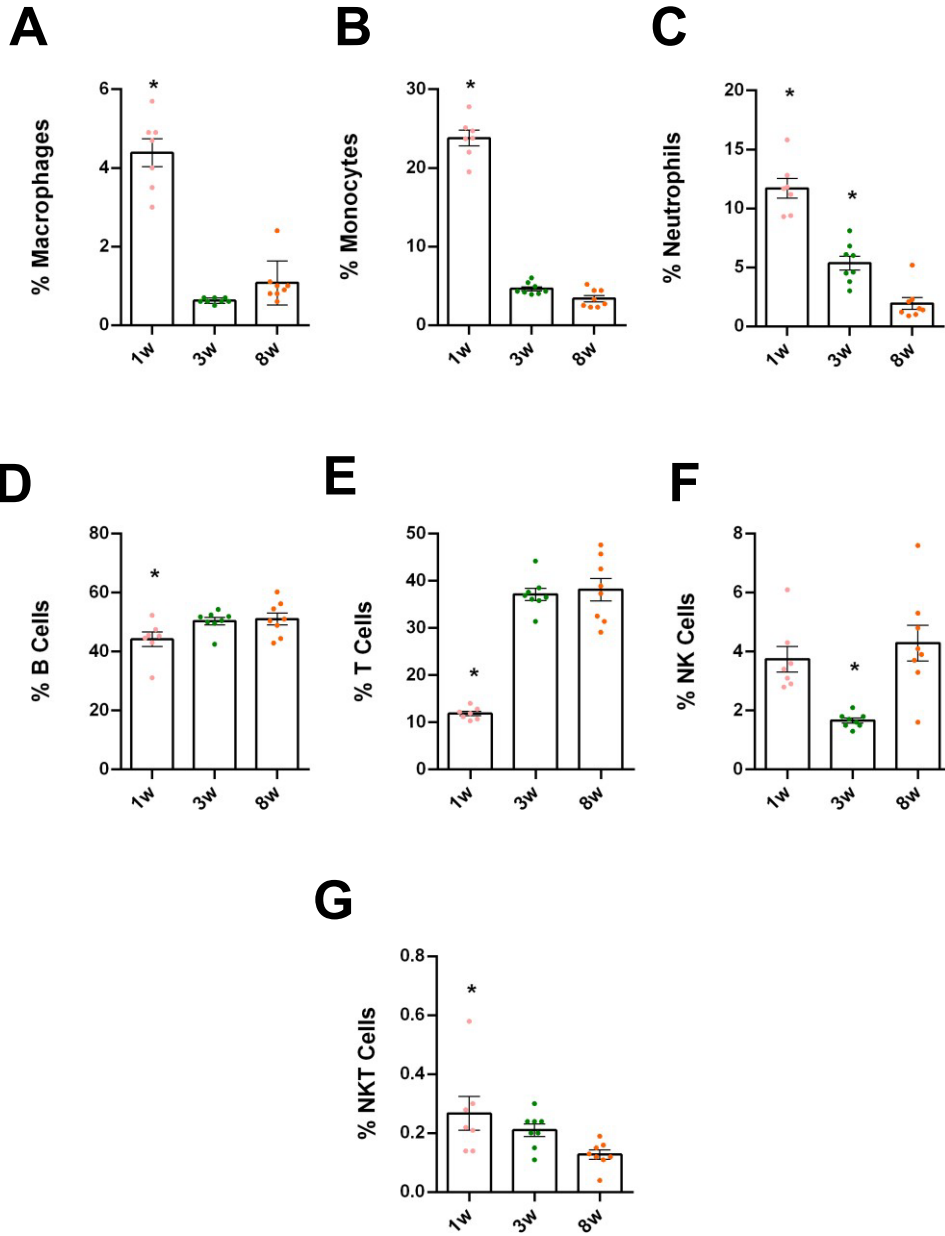 A
B
C
% Macrophages
6
4
2
0
*
1w
3w
8w
% Monocytes
30
20
10
0
*
1w
3w
8w
% Neutrophils
20
15
10
5
0
*
*
1w
3w
8w
D
E
F
% B Cells
80
60
40
20
0
*
1w
3w
8w
% T Cells
50
40
30
20
10
0
*
1w
3w
8w
% NK Cells
8
6
4
2
0
*
1w
3w
8w
G
% NKT Cells
0.8
0.6
0.4
0.2
0.0
*
1w
3w
8w